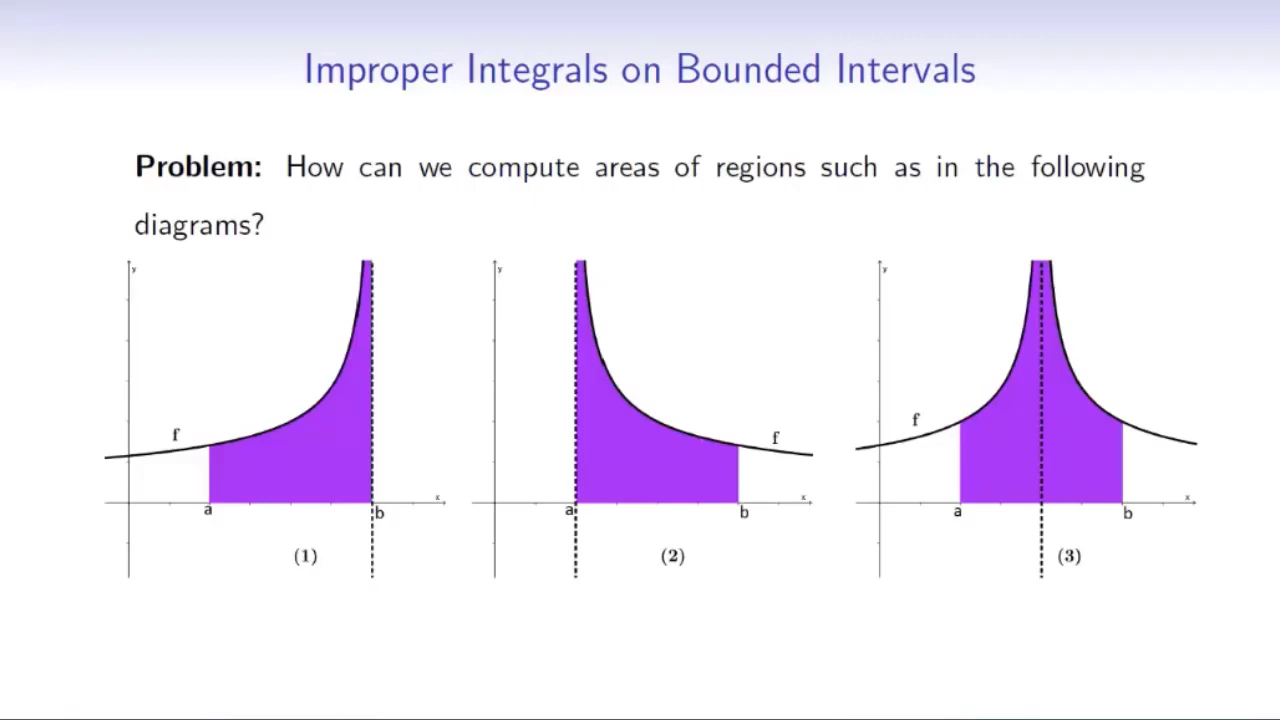 Improper Integrals on Bounded Intervals
Problem: How can we compute areas of regions such as in the following
diagrams?
y
f
a
b
x
(1)
y
f
a
b
x
(2)
y
f
a
b
x
(3)